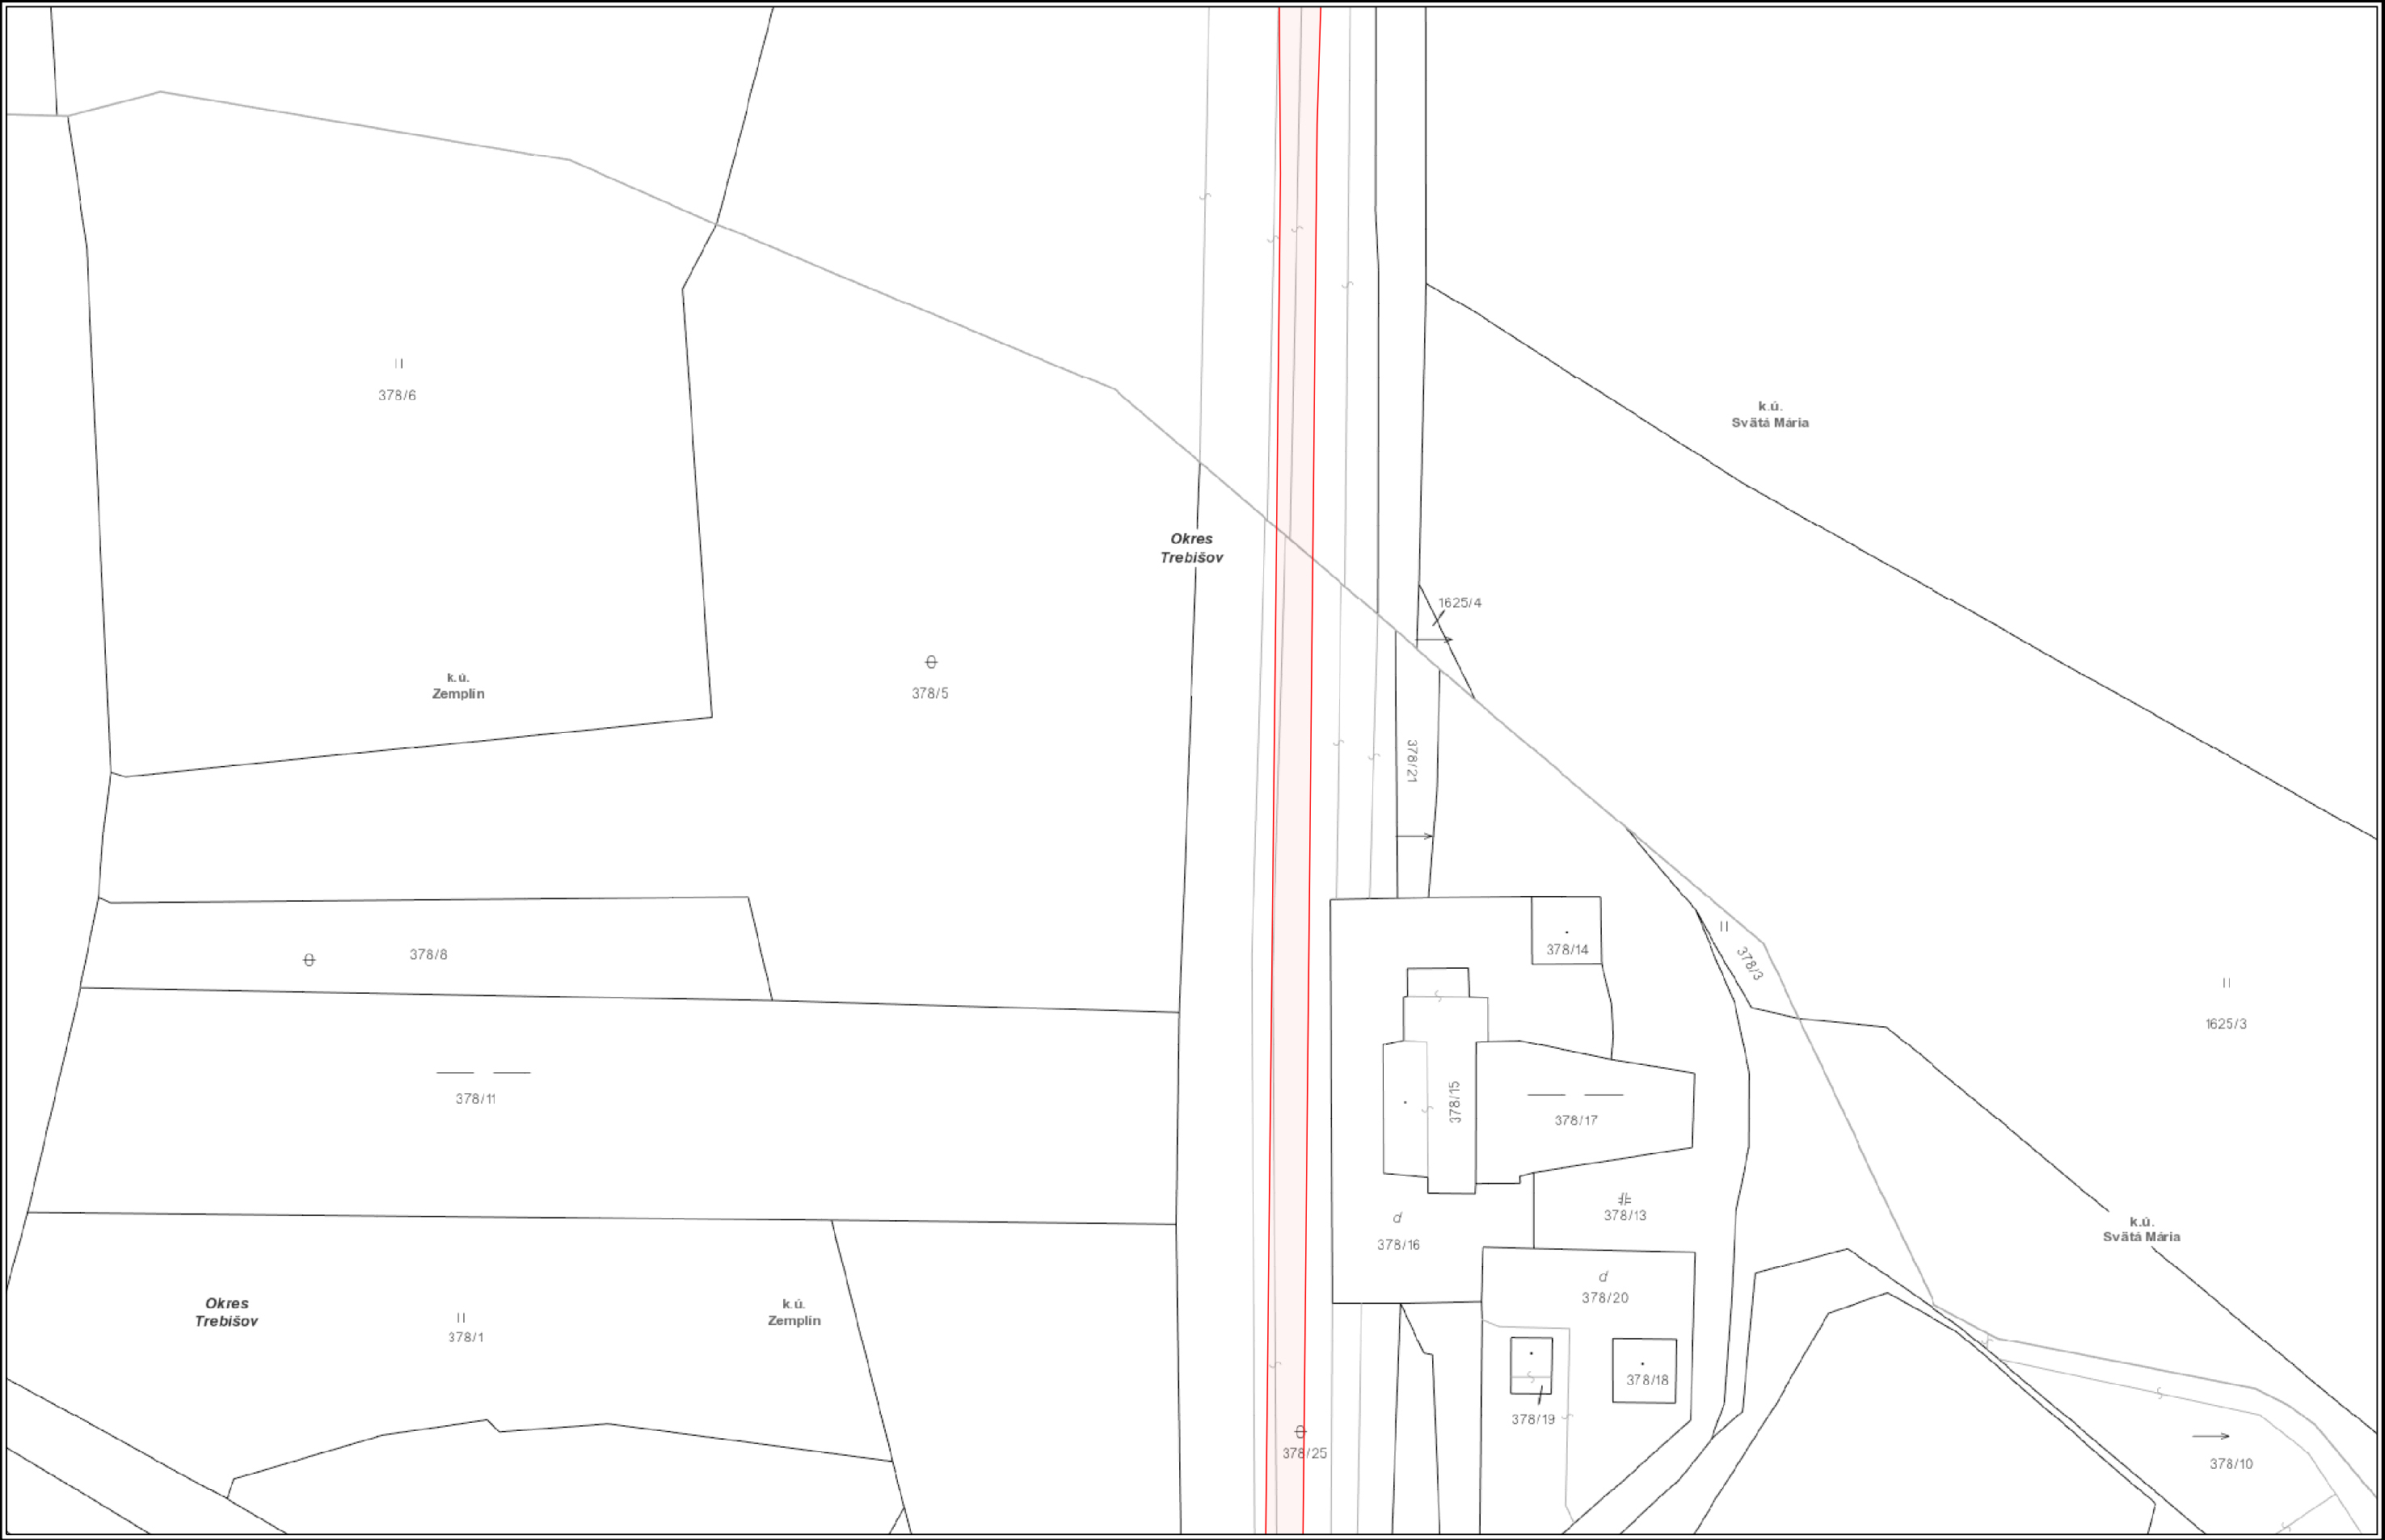 378/6
k.ú.
Svätá Mária
Okres
Trebišov
1625/4
k.ú.
Zemplín
378/5
378/21
378/8
378/14
378/3
1625/3
378/11
378/15
378/17
d
378/16
378/13
k.ú.
Svätá Mária
d
378/20
Okres
Trebišov
378/1
k.ú.
Zemplín
378/18
378/19
378/25
378/10